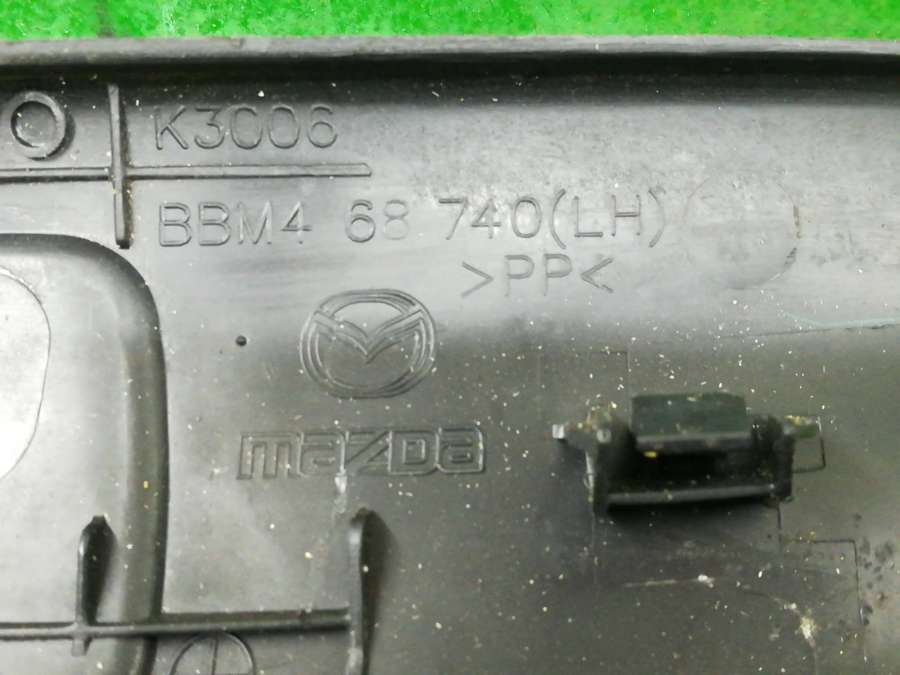 K3006
BBM4 68 740(LH)
>PP<
mazda